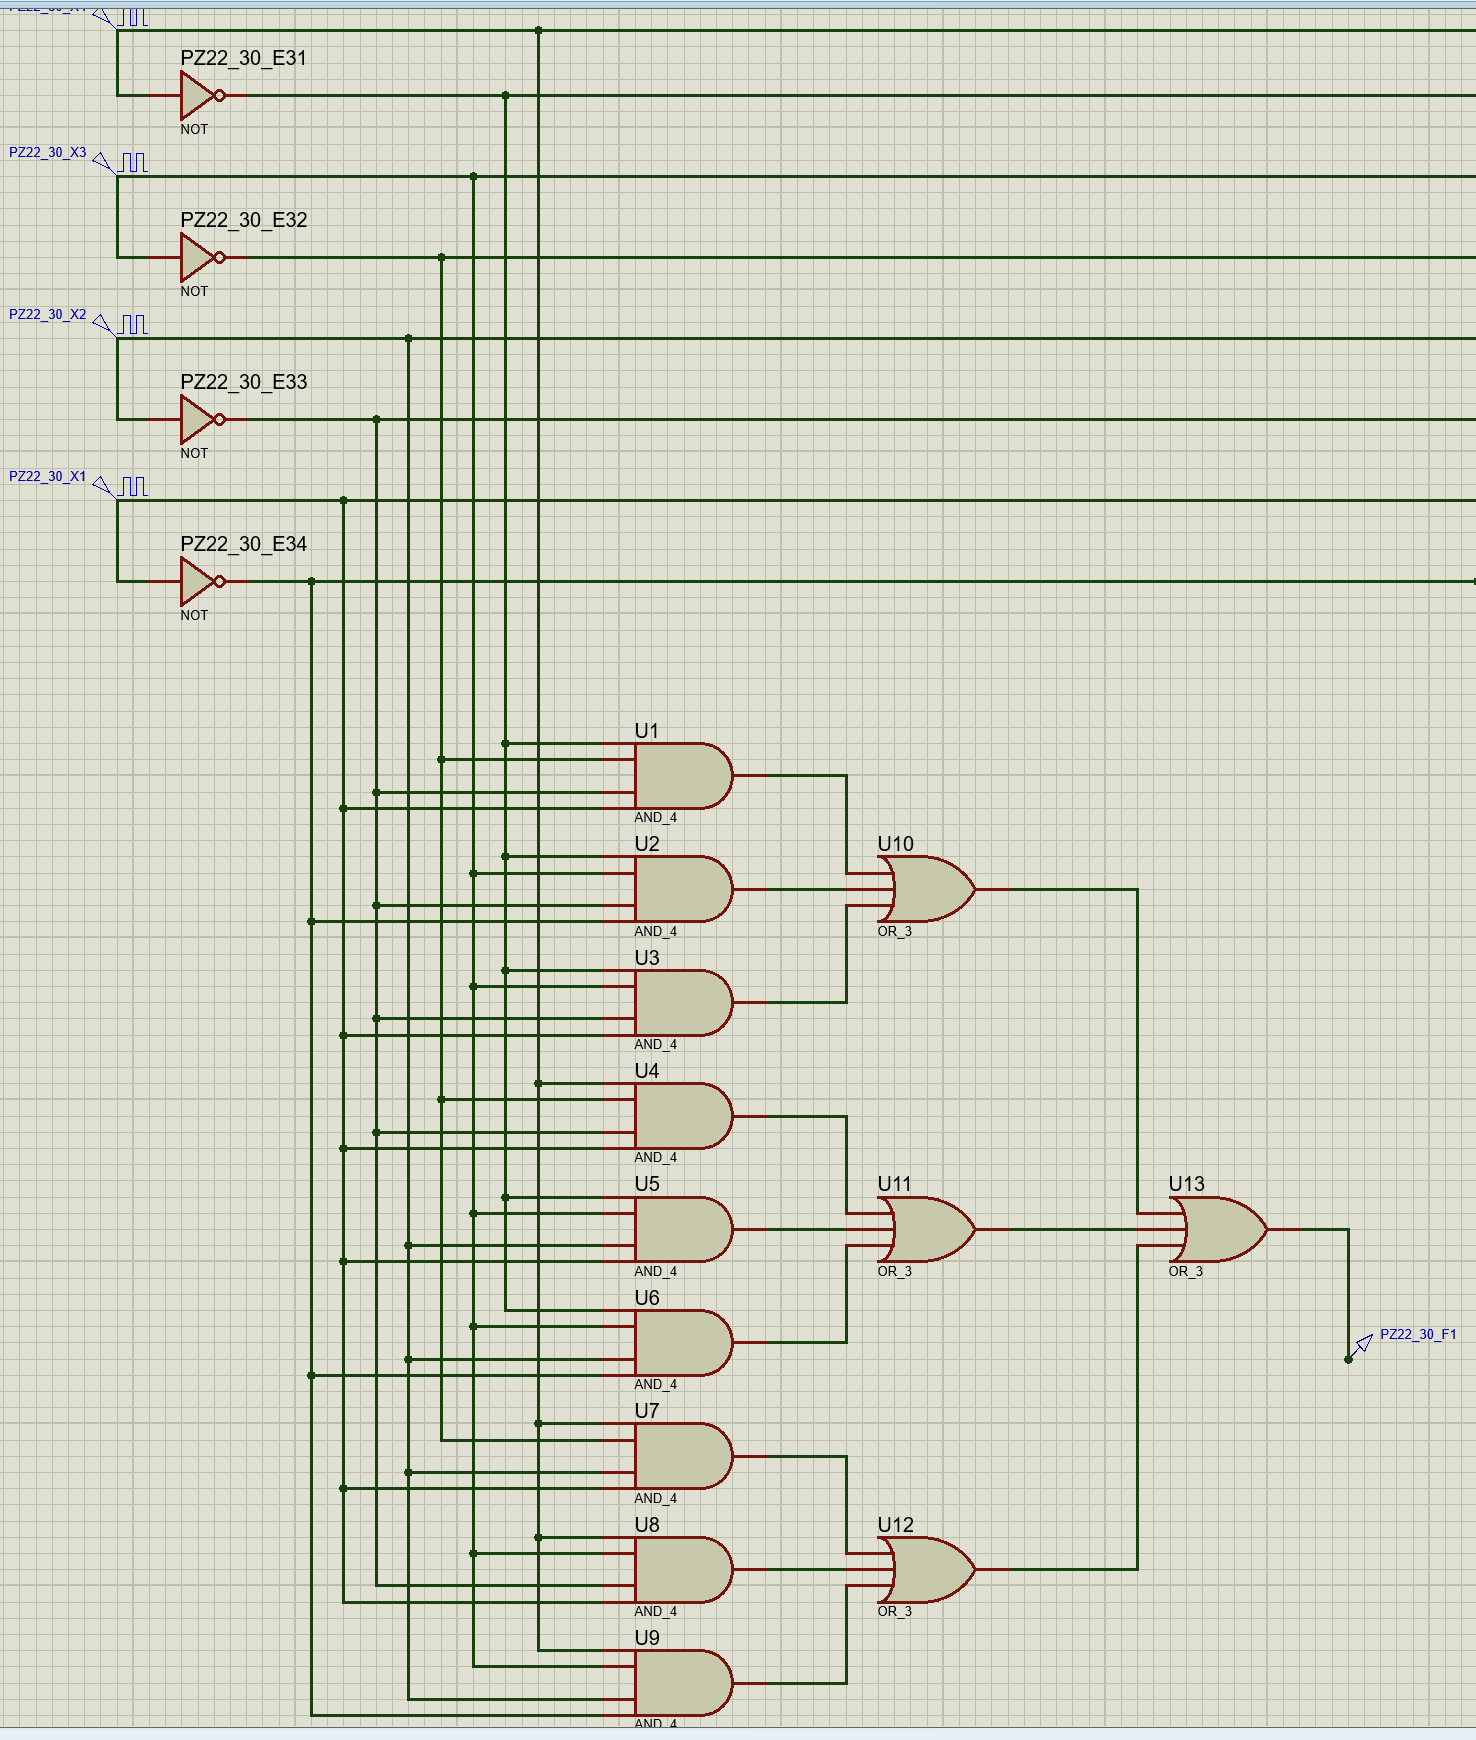 PZ22_30_E31
NOT
PZ22_30_X3
PZ22_30_E32
NOT
PZ22_30_X2
PZ22_30_E33
NOT
PZ22_30_X1
PZ22_30_E34
NOT
U1
AND_4
U2
U10
AND_4
OR_3
U3
AND_4
U4
AND_4
U5
U11
U13
AND_4
OR_3
OR_3
U6
PZ22_30_F1
AND_4
U7
AND_4
U8
U12
AND_4
OR_3
U9
AND_4